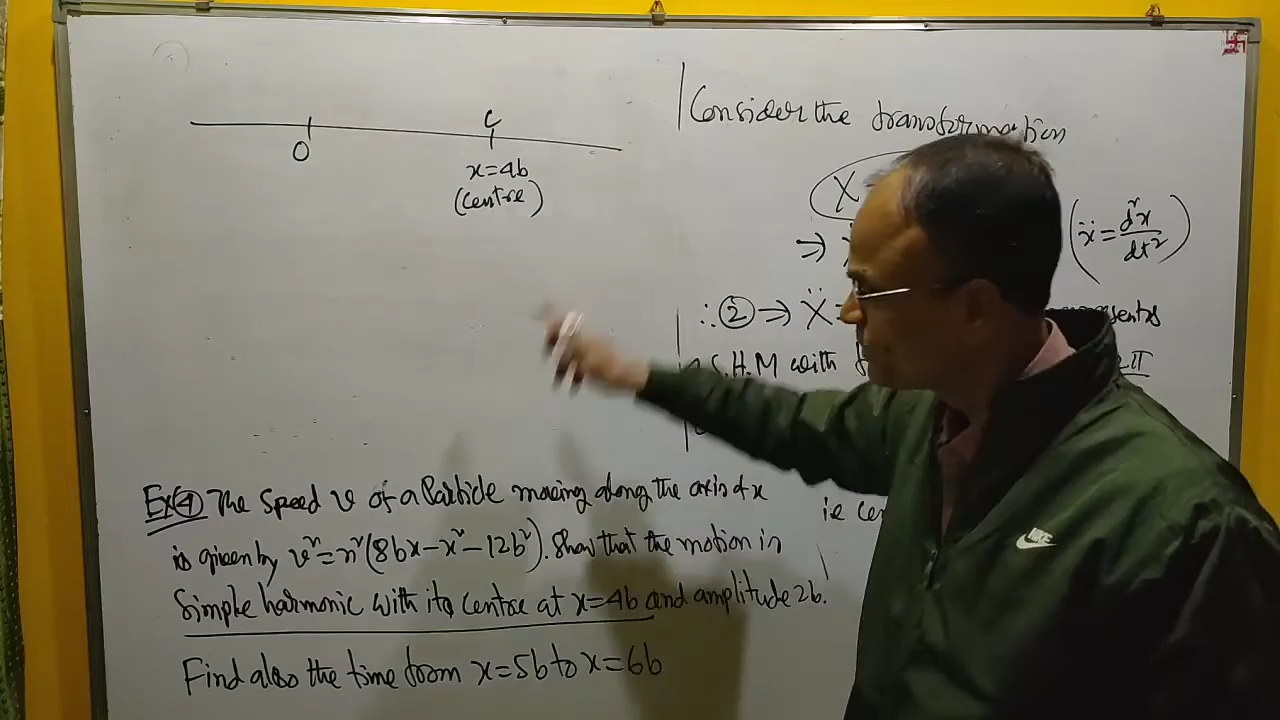 C
O
x=4b
(centre)
Consider the transformation
X
⇒
(ẍ = d²x/dt²)
∴ ② ⇒ Ẍ =
S.H.M with
2π
Ex④ The speed v of a particle moving along the axis of x
is given by v² = n²(8bx - x² - 12b²). Show that the motion is
simple harmonic with its centre at x=4b and amplitude 2b.
Find also the time from x=5b to x=6b